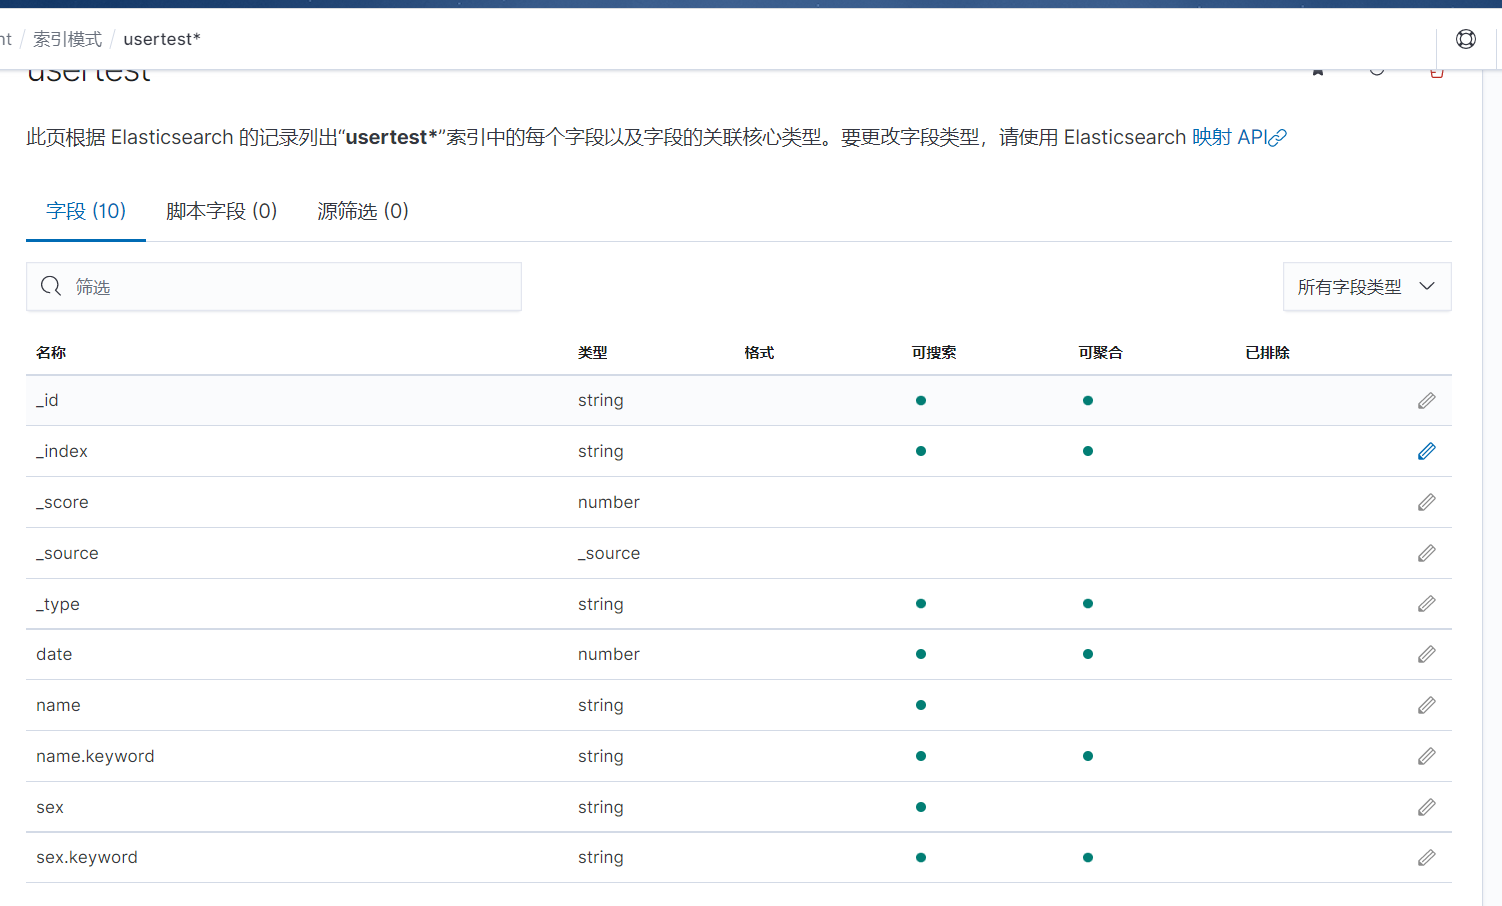 nt / 索引模式 / usertest*
usertest
此页根据 Elasticsearch 的记录列出“usertest*”索引中的每个字段以及字段的关联核心类型。要更改字段类型，请使用 Elasticsearch 映射 API
字段 (10) 脚本字段 (0) 源筛选 (0)
筛选 所有字段类型
名称 类型 格式 可搜索 可聚合 已排除
_id string
_index string
_score number
_source _source
_type string
date number
name string
name.keyword string
sex string
sex.keyword string